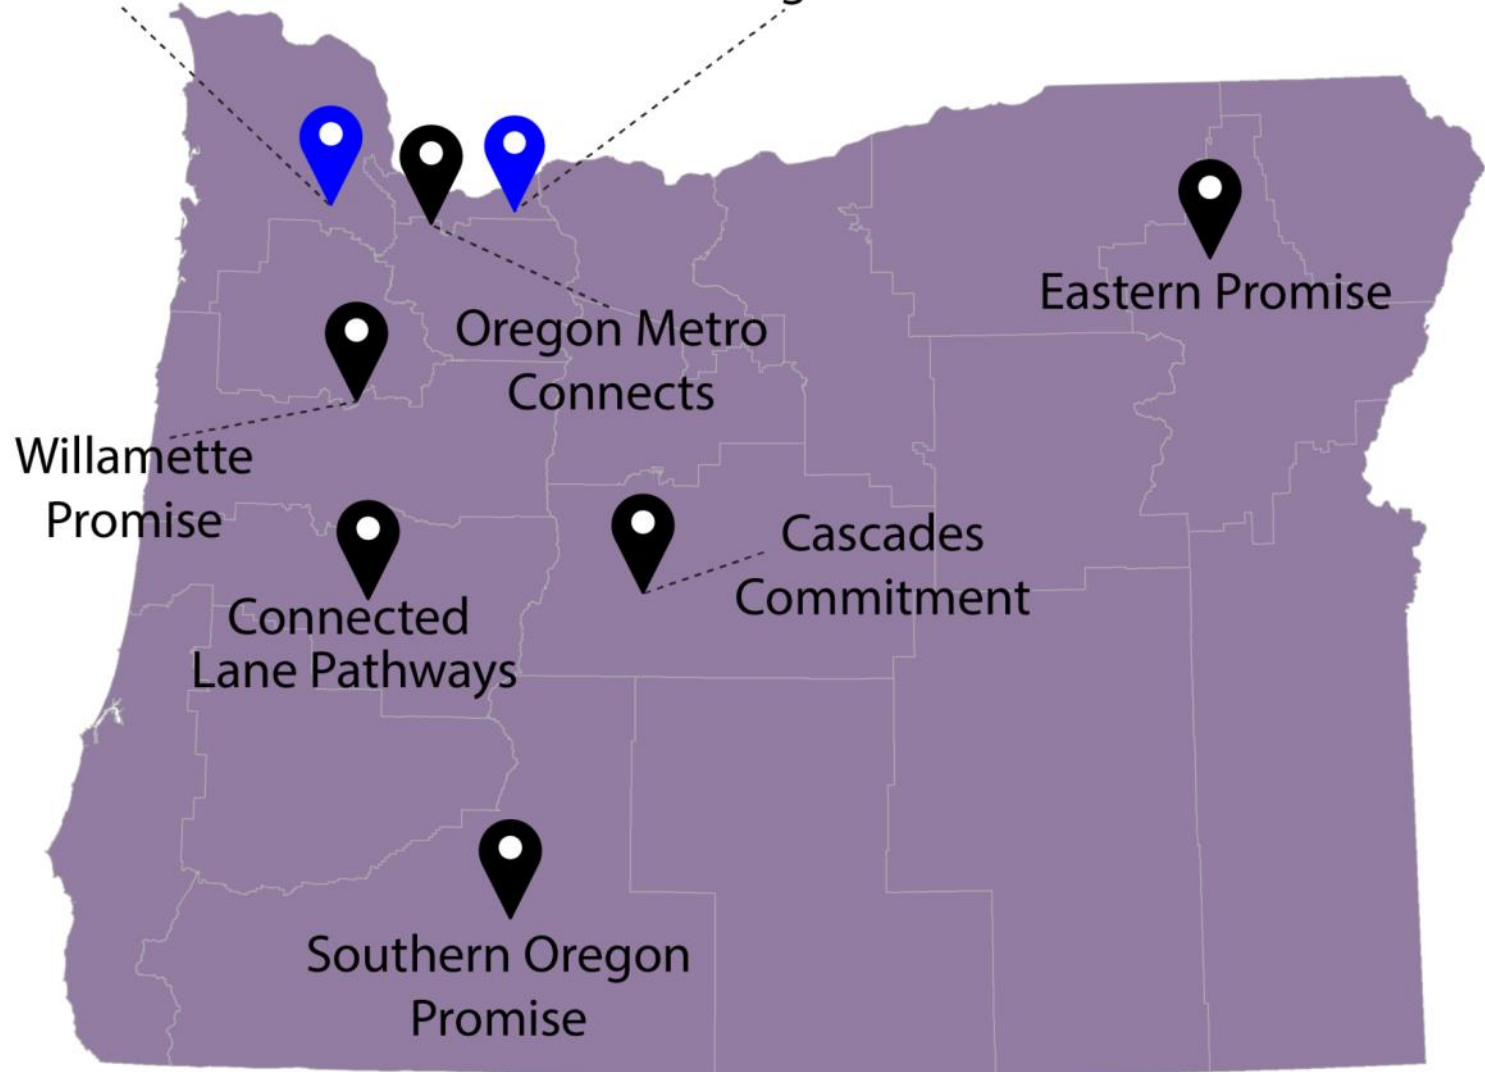 Eastern Promise
Oregon Metro
Connects
Willamette
Promise
Cascades
Commitment
Connected
Lane Pathways
Southern Oregon
Promise